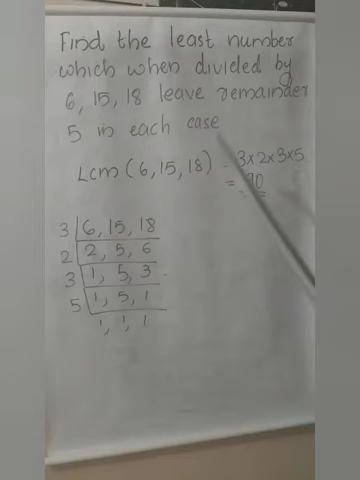 Find the least number
which when divided by
6, 15, 18 leave remainder
5 in each case
Lcm (6,15,18) = 3x2x3x5
= 90
=
3 6, 15, 18
2 2, 5, 6
3 1, 5, 3
5 1, 5, 1
1, 1, 1